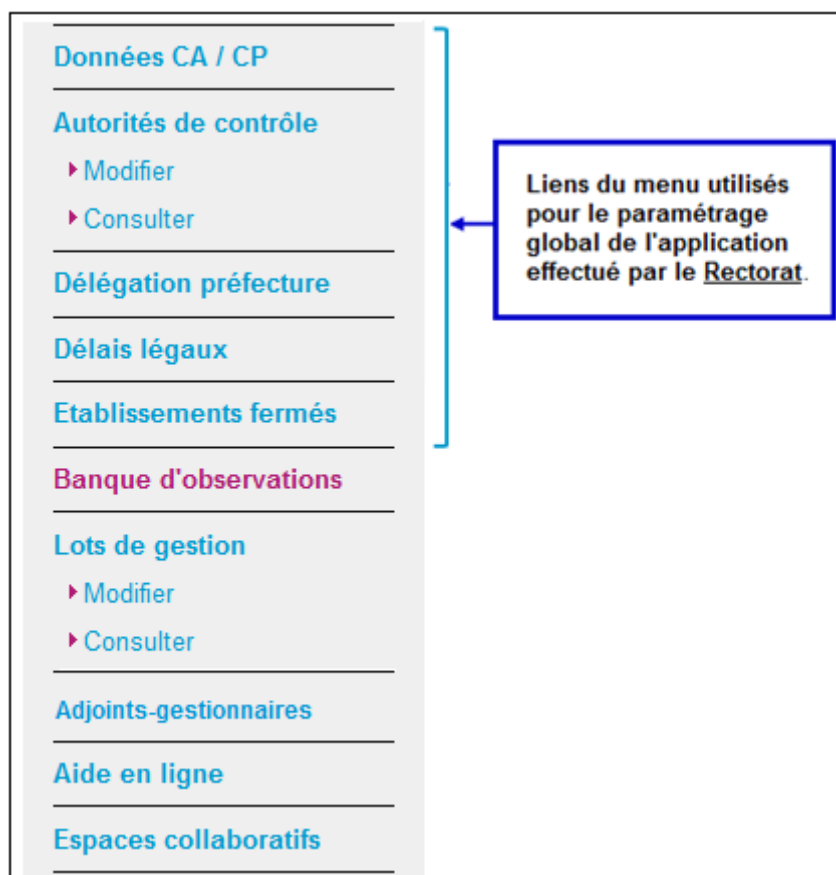 Données CA / CP
Autorités de contrôle
Modifier
Consulter
Délégation préfecture
Délais légaux
Etablissements fermés
Banque d'observations
Lots de gestion
Modifier
Consulter
Adjoints-gestionnaires
Aide en ligne
Espaces collaboratifs
Liens du menu utilisés
pour le paramétrage
global de l'application
effectué par le Rectorat.